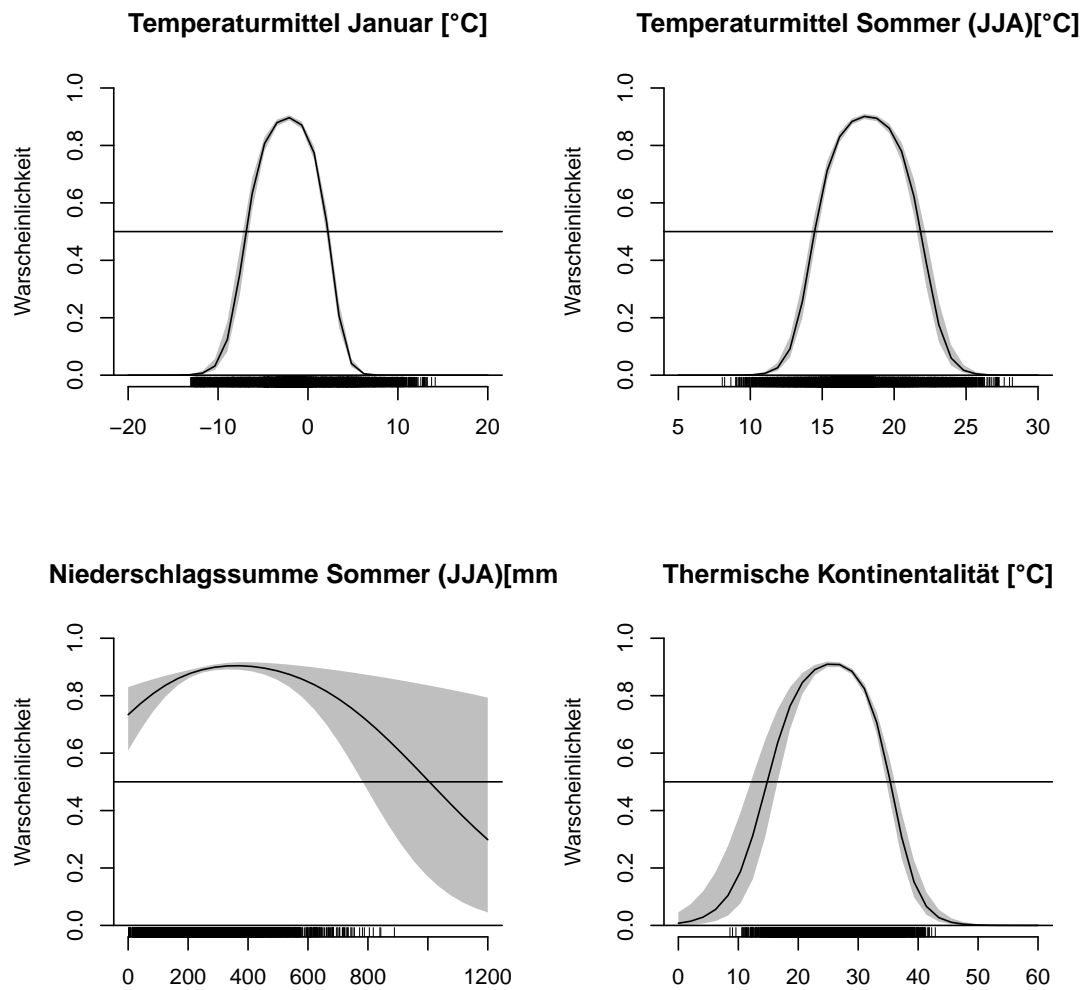 Temperaturmittel Januar [°C]
Warscheinlichkeit
0.0 0.2 0.4 0.6 0.8 1.0
−20 −10 0 10 20
Temperaturmittel Sommer (JJA)[°C]
Warscheinlichkeit
0.0 0.2 0.4 0.6 0.8 1.0
5 10 15 20 25 30
Niederschlagssumme Sommer (JJA)[mm
Warscheinlichkeit
0.0 0.2 0.4 0.6 0.8 1.0
0 200 400 600 800 1200
Thermische Kontinentalität [°C]
Warscheinlichkeit
0.0 0.2 0.4 0.6 0.8 1.0
0 10 20 30 40 50 60